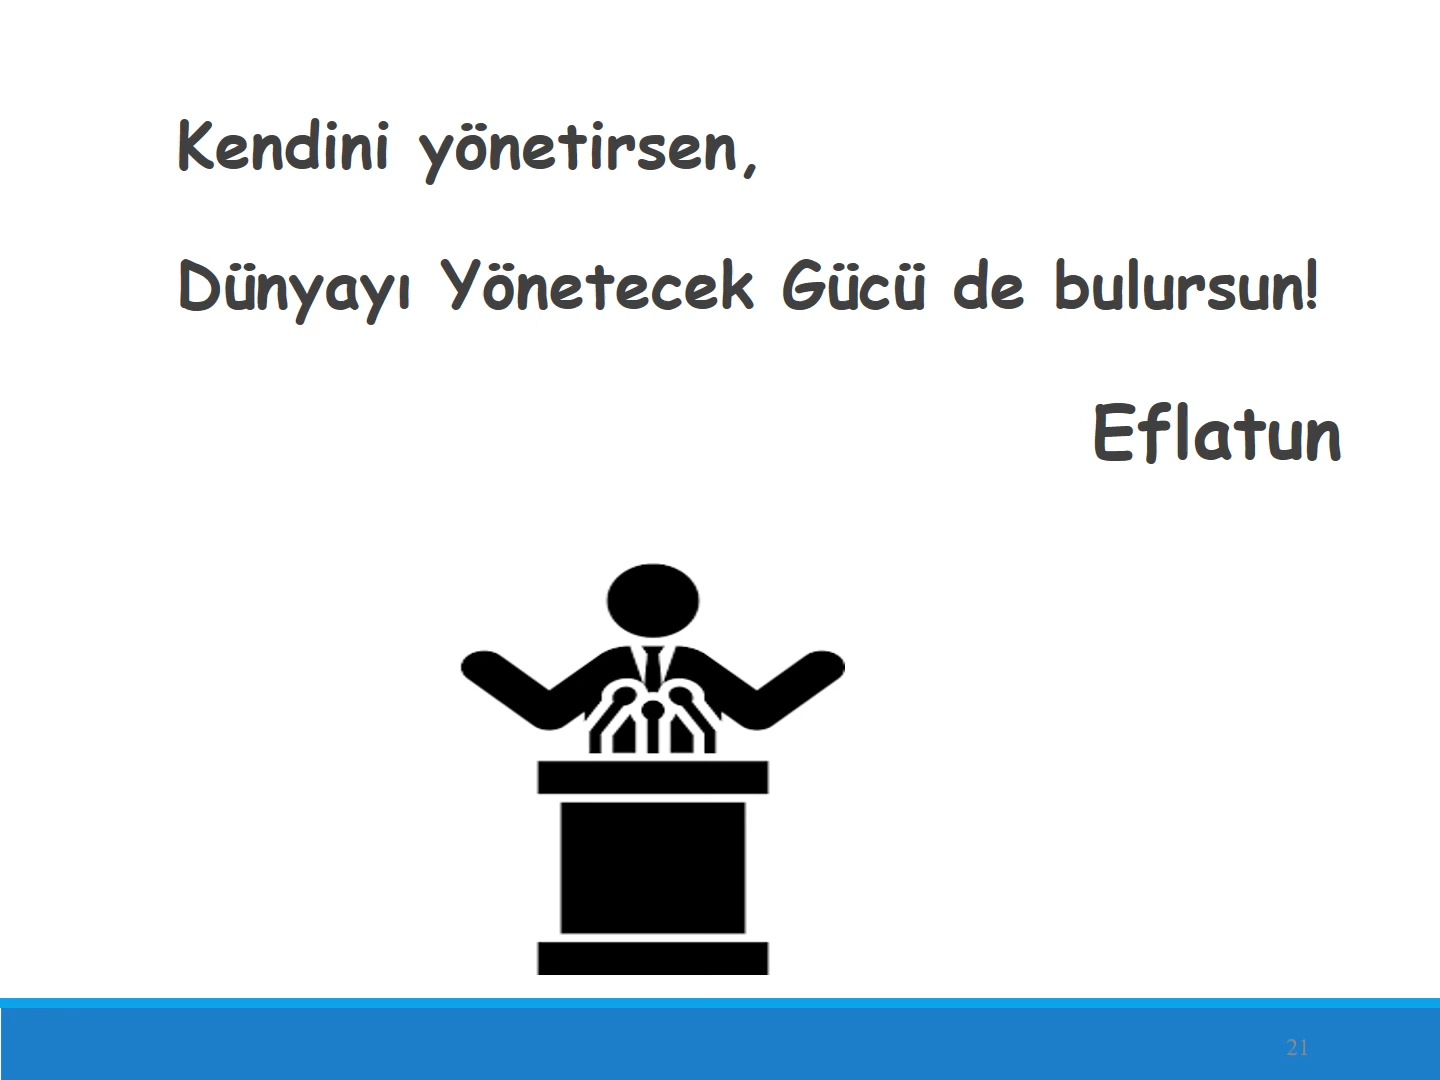 Kendini yönetirsen,
Dünyayı Yönetecek Gücü de bulursun!
Eflatun
21